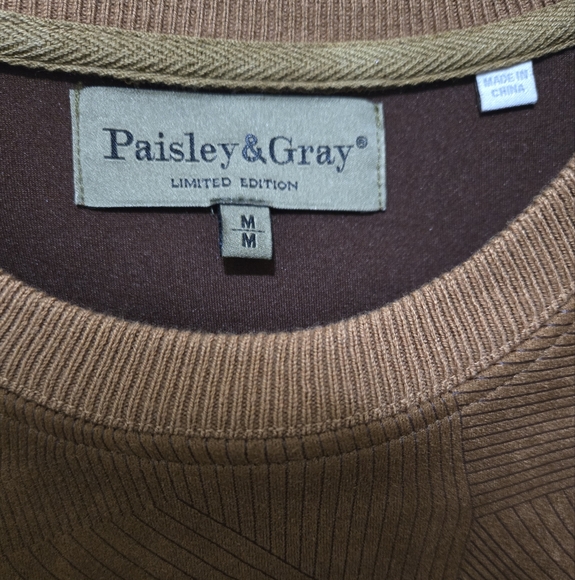 Paisley&Gray®
LIMITED EDITION
M
M
MADE IN
CHINA